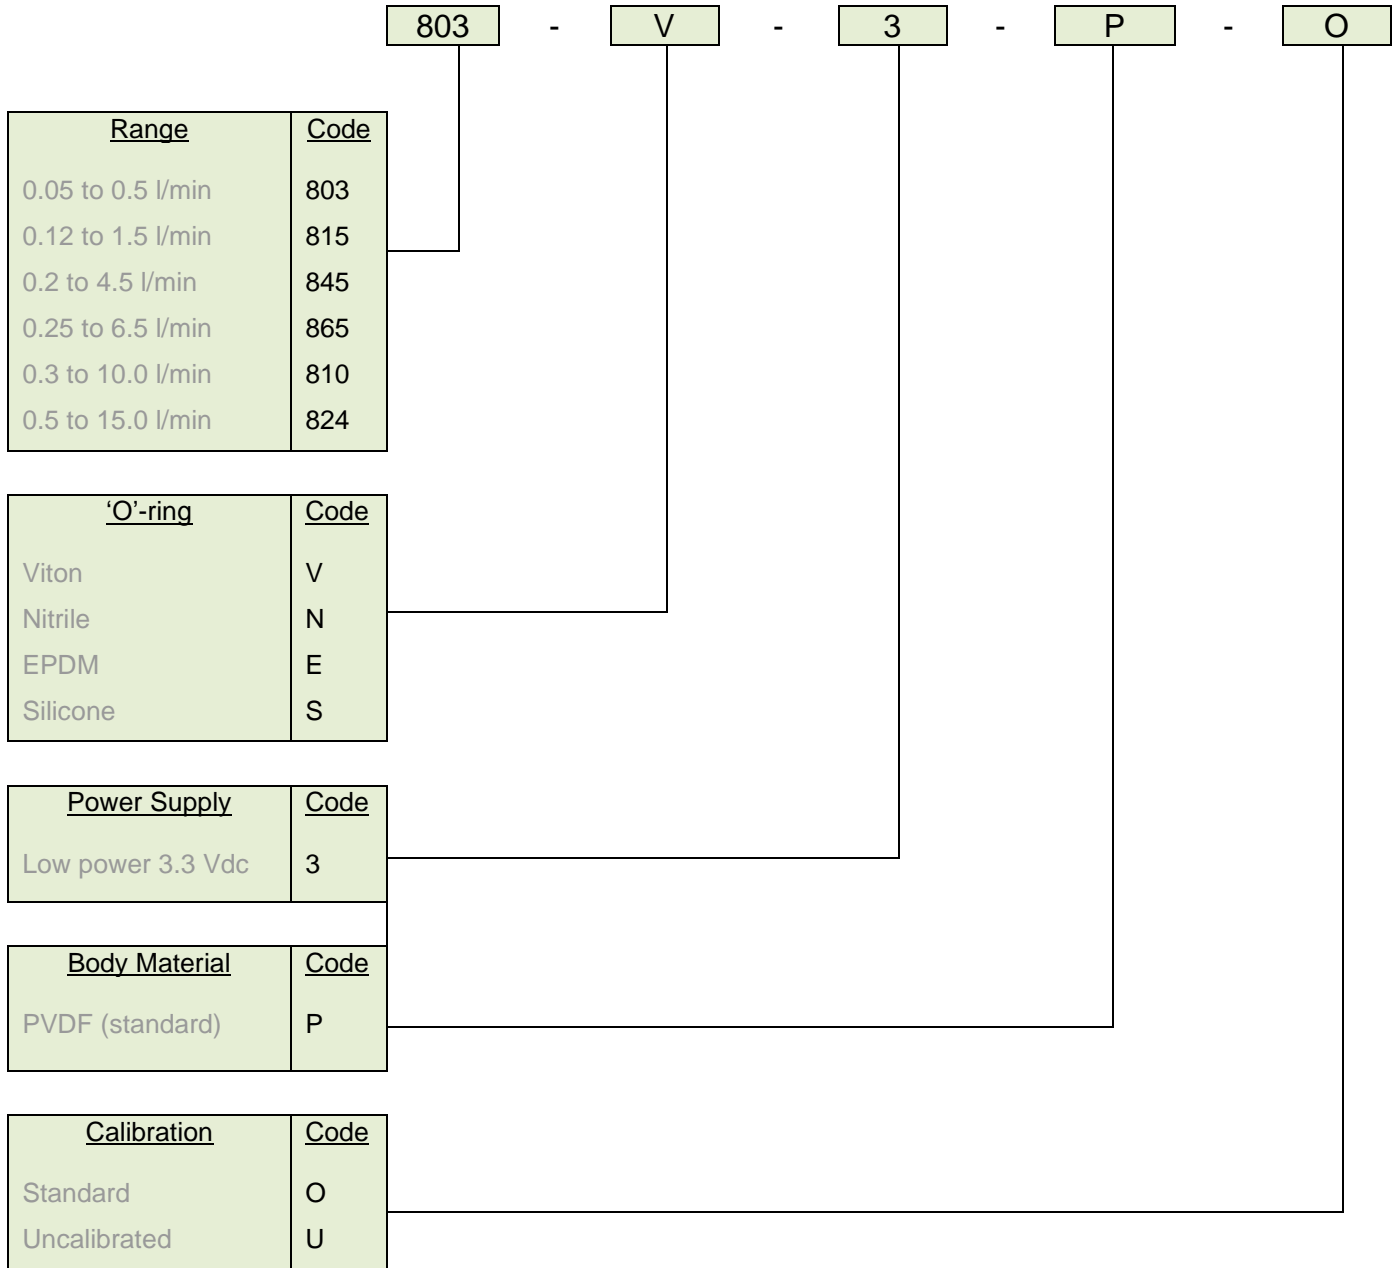 803 - V - 3 - P - O
Range Code
0.05 to 0.5 l/min 803
0.12 to 1.5 l/min 815
0.2 to 4.5 l/min 845
0.25 to 6.5 l/min 865
0.3 to 10.0 l/min 810
0.5 to 15.0 l/min 824
‘O’-ring Code
Viton V
Nitrile N
EPDM E
Silicone S
Power Supply Code
Low power 3.3 Vdc 3
Body Material Code
PVDF (standard) P
Calibration Code
Standard O
Uncalibrated U